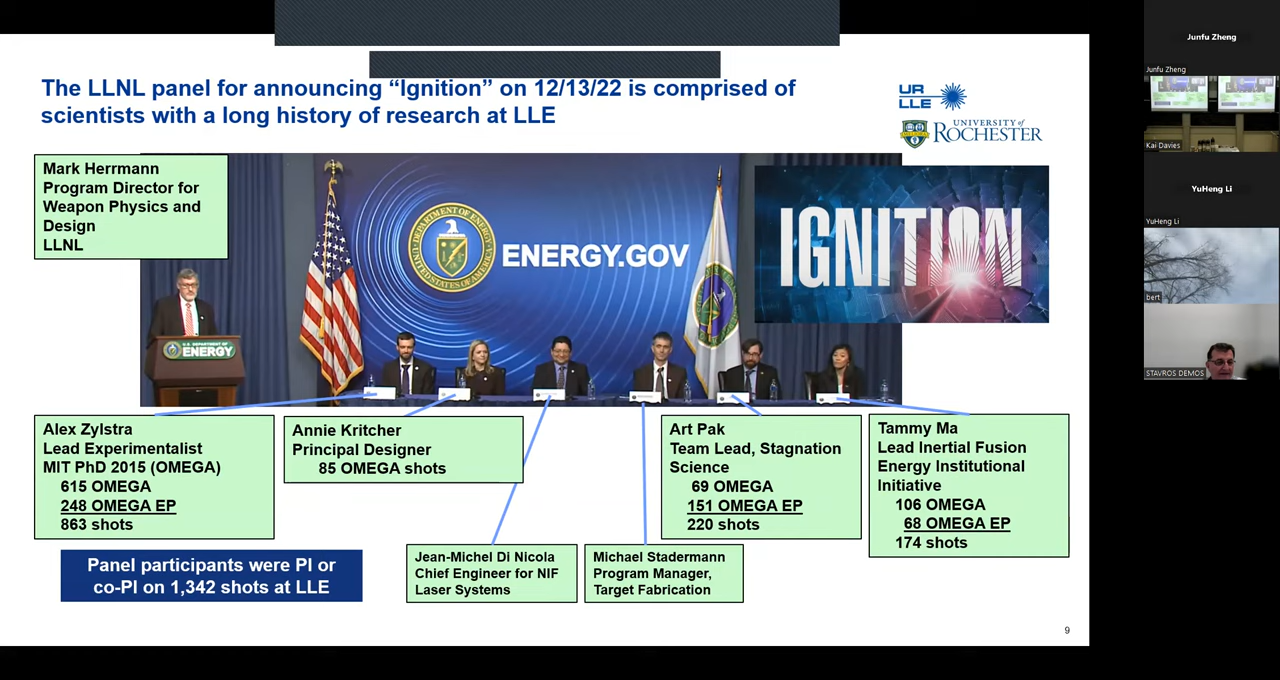 The LLNL panel for announcing “Ignition” on 12/13/22 is comprised of
scientists with a long history of research at LLE
UR
LLE
UNIVERSITY of
ROCHESTER
Mark Herrmann
Program Director for
Weapon Physics and
Design
LLNL
ENERGY.GOV
IGNITION
U.S. DEPARTMENT OF
ENERGY
Alex Zylstra
Lead Experimentalist
MIT PhD 2015 (OMEGA)
615 OMEGA
248 OMEGA EP
863 shots
Annie Kritcher
Principal Designer
85 OMEGA shots
Art Pak
Team Lead, Stagnation
Science
69 OMEGA
151 OMEGA EP
220 shots
Tammy Ma
Lead Inertial Fusion
Energy Institutional
Initiative
106 OMEGA
68 OMEGA EP
174 shots
Jean-Michel Di Nicola
Chief Engineer for NIF
Laser Systems
Michael Stadermann
Program Manager,
Target Fabrication
Panel participants were PI or
co-PI on 1,342 shots at LLE
9
Junfu Zheng
Junfu Zheng
Kai Davies
YuHeng Li
YuHeng Li
bert
STAVROS DEMOS